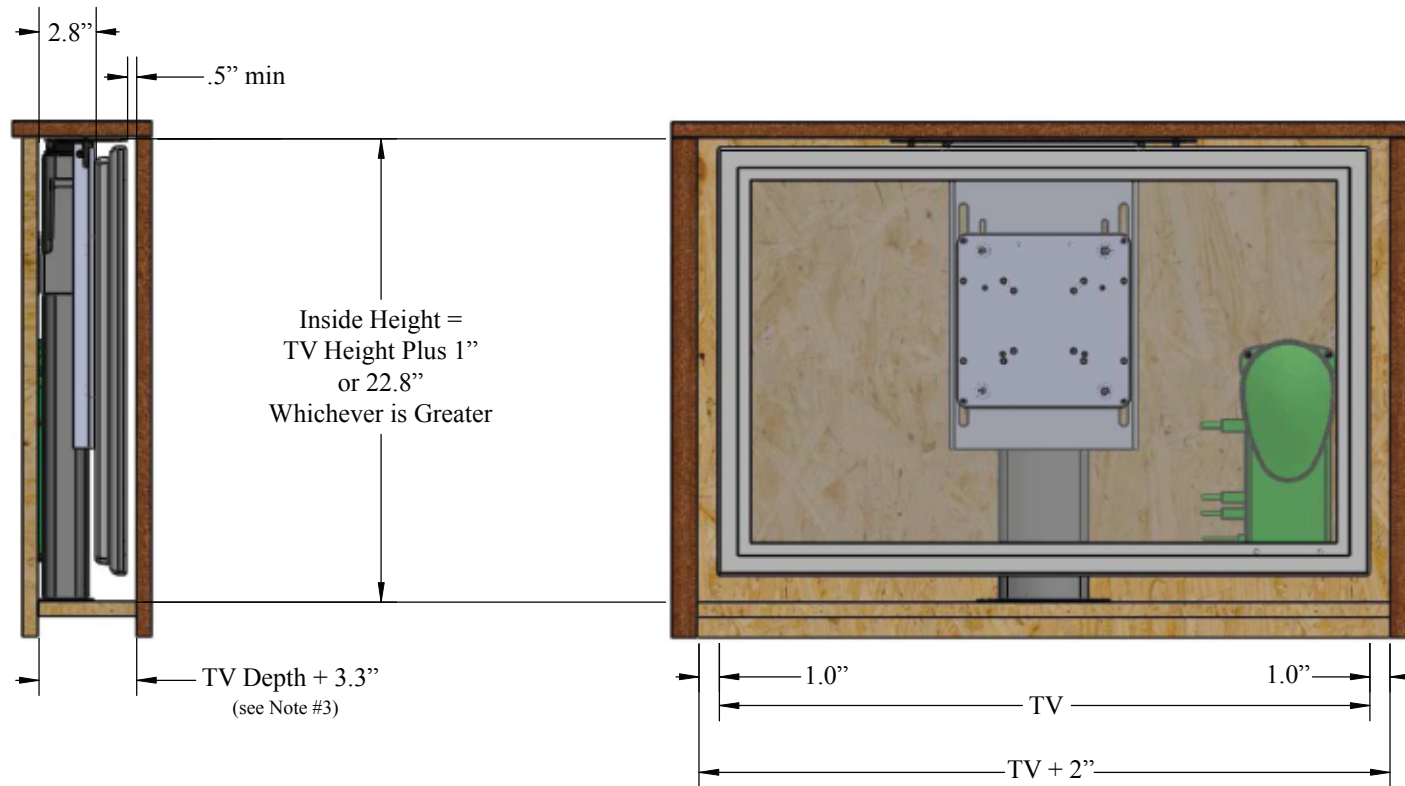 2.8”
.5” min
Inside Height =
TV Height Plus 1”
or 22.8”
Whichever is Greater
TV Depth + 3.3”
(see Note #3)
1.0”
1.0”
TV
TV + 2”